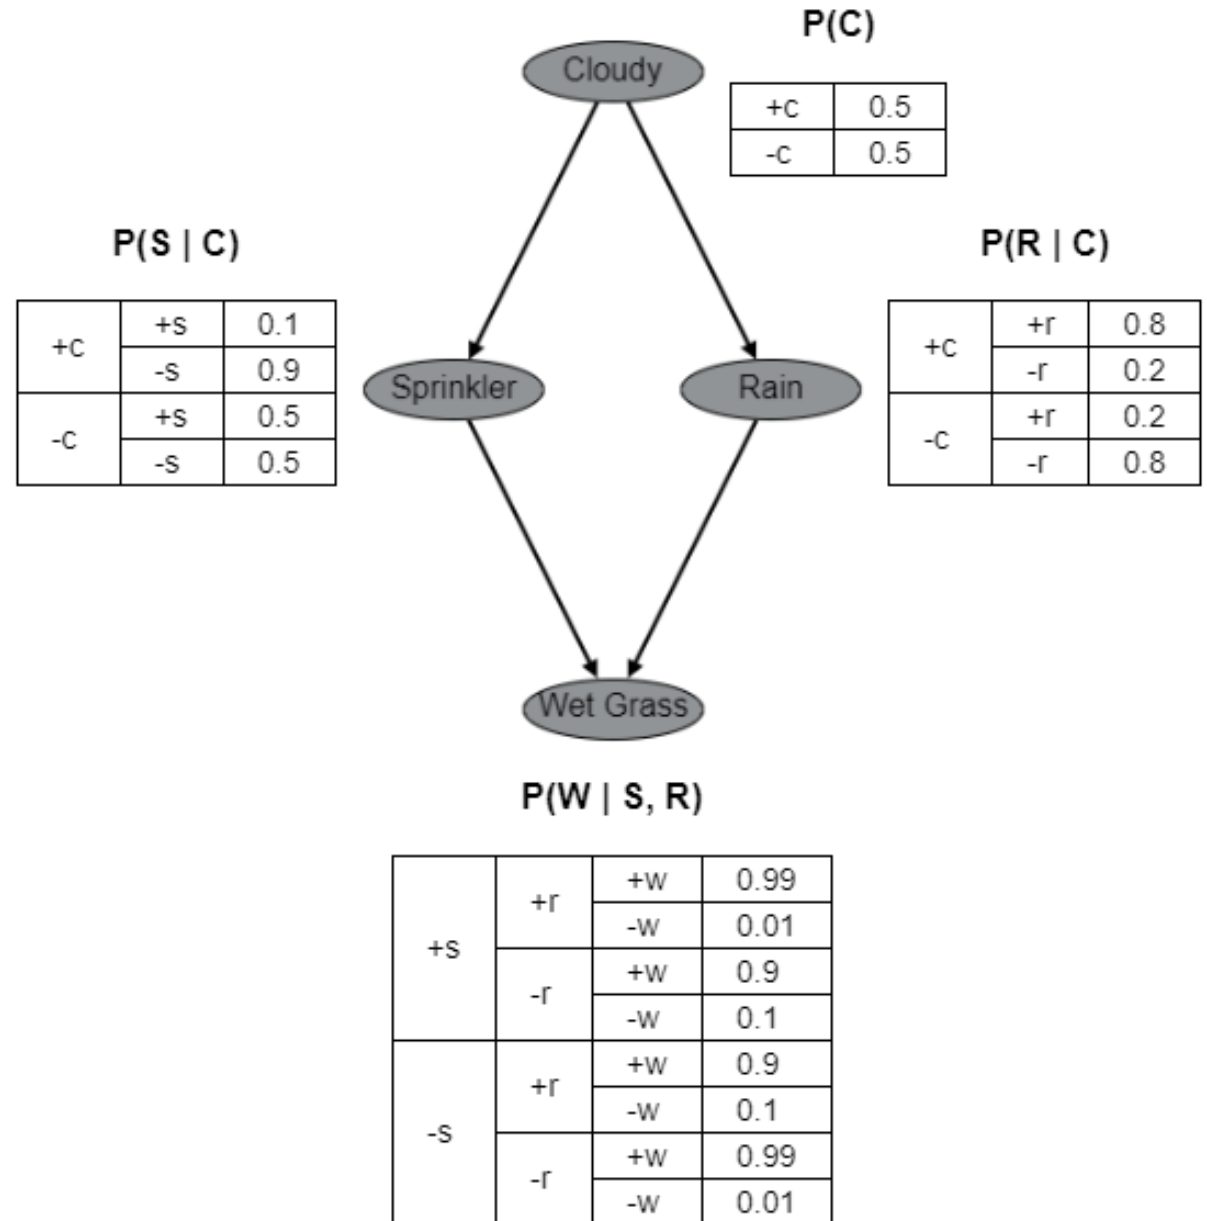 P(C)
Cloudy
+c 0.5
-c 0.5
P(S | C)
+c +s 0.1
-s 0.9
-c +s 0.5
-s 0.5
P(R | C)
+c +r 0.8
-r 0.2
-c +r 0.2
-r 0.8
Sprinkler
Rain
Wet Grass
P(W | S, R)
+s +r +w 0.99
-w 0.01
-r +w 0.9
-w 0.1
-s +r +w 0.9
-w 0.1
-r +w 0.99
-w 0.01